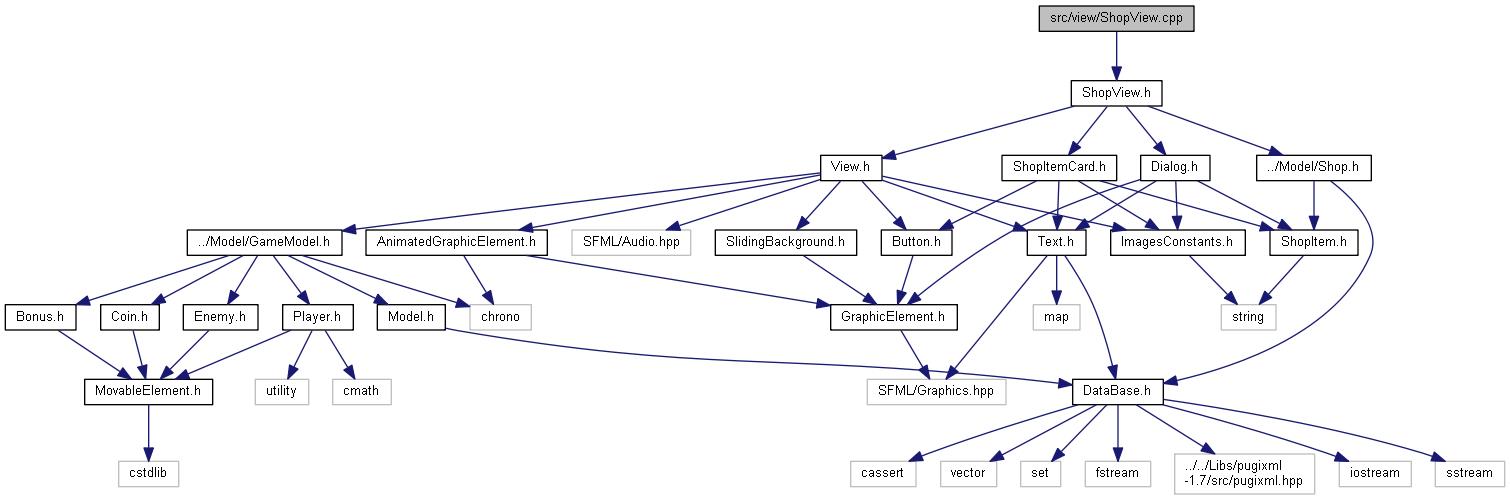 src/view/ShopView.cpp
ShopView.h
View.h
ShopItemCard.h
Dialog.h
../Model/Shop.h
../Model/GameModel.h
AnimatedGraphicElement.h
SFML/Audio.hpp
SlidingBackground.h
Button.h
Text.h
ImagesConstants.h
ShopItem.h
Bonus.h
Coin.h
Enemy.h
Player.h
Model.h
chrono
GraphicElement.h
map
string
MovableElement.h
utility
cmath
SFML/Graphics.hpp
DataBase.h
cstdlib
cassert
vector
set
fstream
../../Libs/pugixml
-1.7/src/pugixml.hpp
iostream
sstream